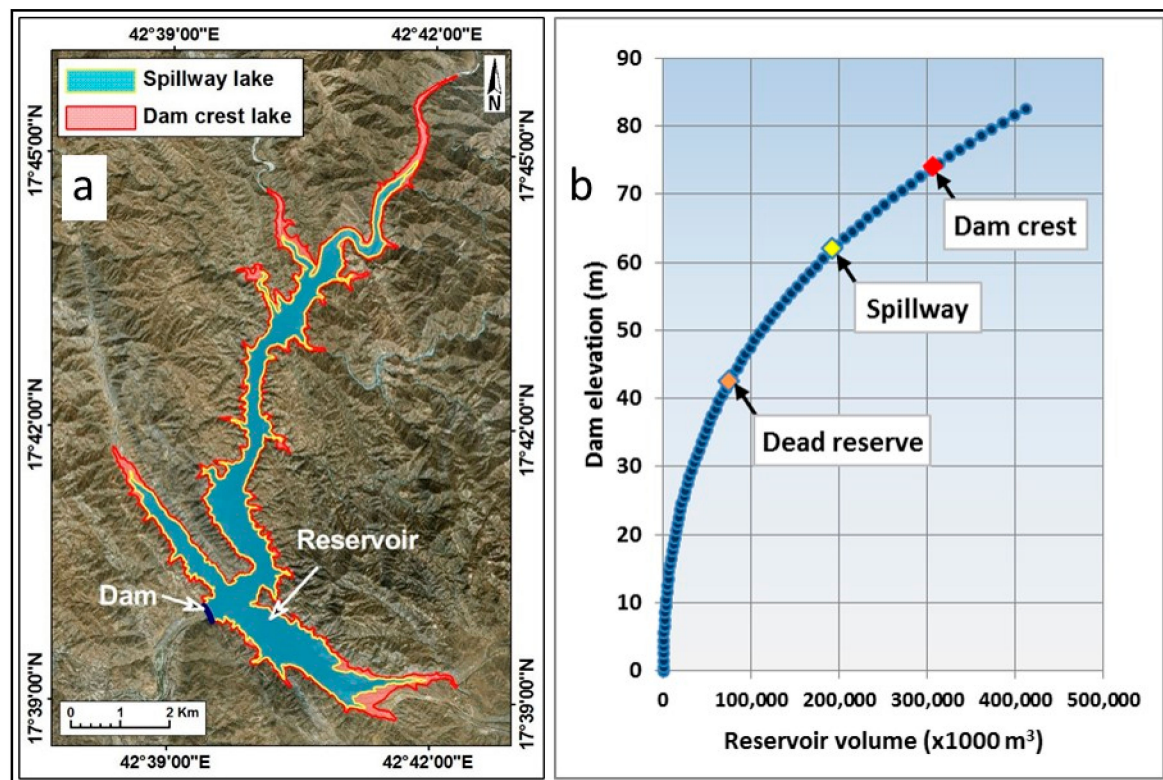 42°39'00"E
42°42'00"E
Spillway lake
Dam crest lake
N
a
17°45'00"N
17°45'00"N
17°42'00"N
17°42'00"N
Reservoir
Dam
17°39'00"N
17°39'00"N
0 1 2 Km
42°39'00"E
42°42'00"E
b
90
80
70
60
50
40
30
20
10
0
Dam elevation (m)
Dam crest
Spillway
Dead reserve
0 100,000 200,000 300,000 400,000 500,000
Reservoir volume (x1000 m³)